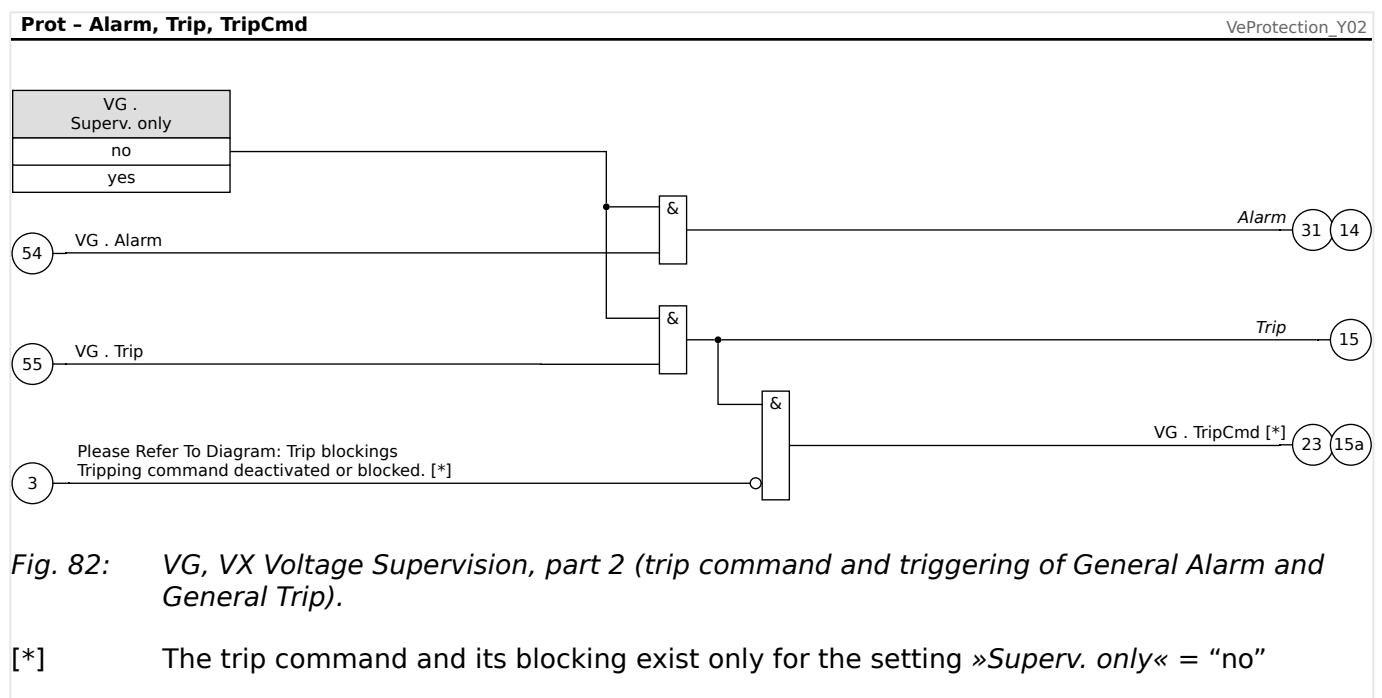 Prot – Alarm, Trip, TripCmd
VeProtection_Y02
VG .
Superv. only
no
yes
&
Alarm
31 14
54
VG . Alarm
&
Trip
15
55
VG . Trip
&
VG . TripCmd [*]
23 15a
Please Refer To Diagram: Trip blockings
Tripping command deactivated or blocked. [*]
3
Fig. 82: VG, VX Voltage Supervision, part 2 (trip command and triggering of General Alarm and
General Trip).
[*] The trip command and its blocking exist only for the setting »Superv. only« = “no”